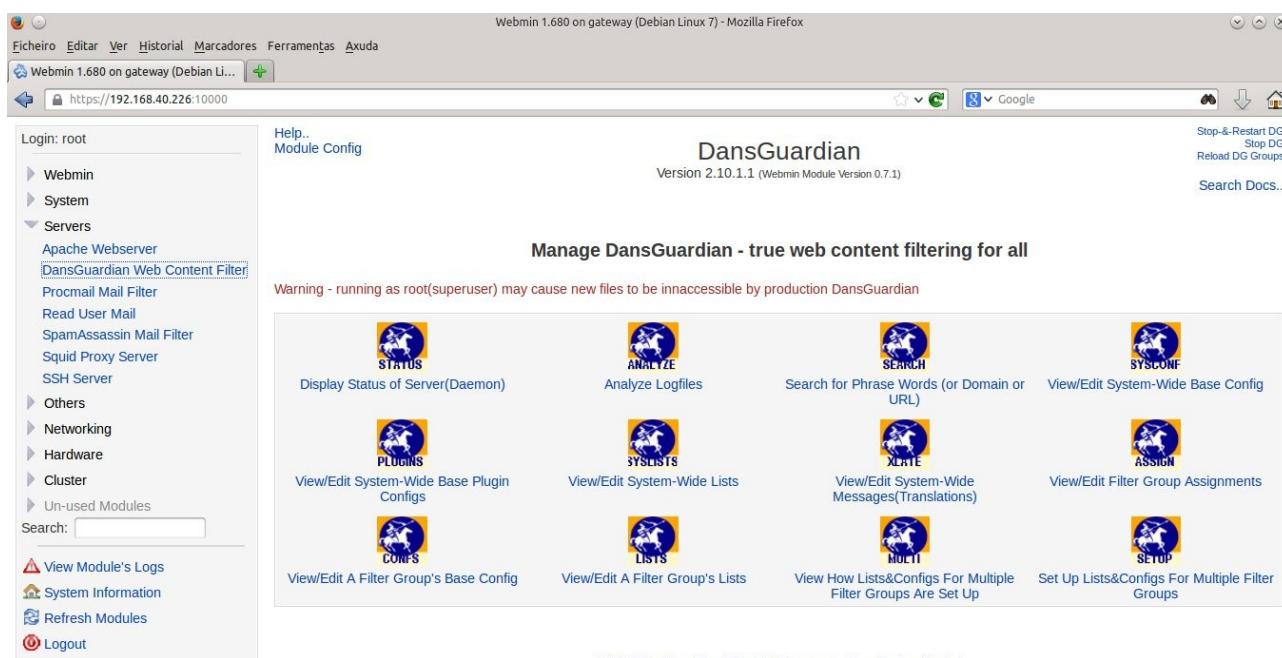 Webmin 1.680 on gateway (Debian Linux 7) - Mozilla Firefox
Ficheiro Editar Ver Historial Marcadores Ferramentas Axuda
Webmin 1.680 on gateway (Debian Li...
https://192.168.40.226:10000
Google
Login: root
Webmin
System
Servers
Apache Webserver
DansGuardian Web Content Filter
Procmail Mail Filter
Read User Mail
SpamAssassin Mail Filter
Squid Proxy Server
SSH Server
Others
Networking
Hardware
Cluster
Un-used Modules
Search:
View Module's Logs
System Information
Refresh Modules
Logout
Help..
Module Config
DansGuardian
Version 2.10.1.1 (Webmin Module Version 0.7.1)
Stop-&-Restart DG
Stop DG
Reload DG Groups
Search Docs..
Manage DansGuardian - true web content filtering for all
Warning - running as root(superuser) may cause new files to be innaccessible by production DansGuardian
STATUS
Display Status of Server(Daemon)
ANALYZE
Analyze Logfiles
SEARCH
Search for Phrase Words (or Domain or
URL)
SYSCONF
View/Edit System-Wide Base Config
PLUGINS
View/Edit System-Wide Base Plugin
Configs
SYSLISTS
View/Edit System-Wide Lists
XLATE
View/Edit System-Wide
Messages(Translations)
ASSIGN
View/Edit Filter Group Assignments
CONFS
View/Edit A Filter Group's Base Config
LISTS
View/Edit A Filter Group's Lists
MULTI
View How Lists&Configs For Multiple
Filter Groups Are Set Up
SETUP
Set Up Lists&Configs For Multiple Filter
Groups